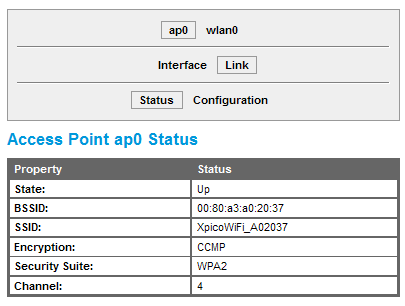 ap0 wlan0
Interface Link
Status Configuration
Access Point ap0 Status
Property Status
State: Up
BSSID: 00:80:a3:a0:20:37
SSID: XpicoWiFi_A02037
Encryption: CCMP
Security Suite: WPA2
Channel: 4